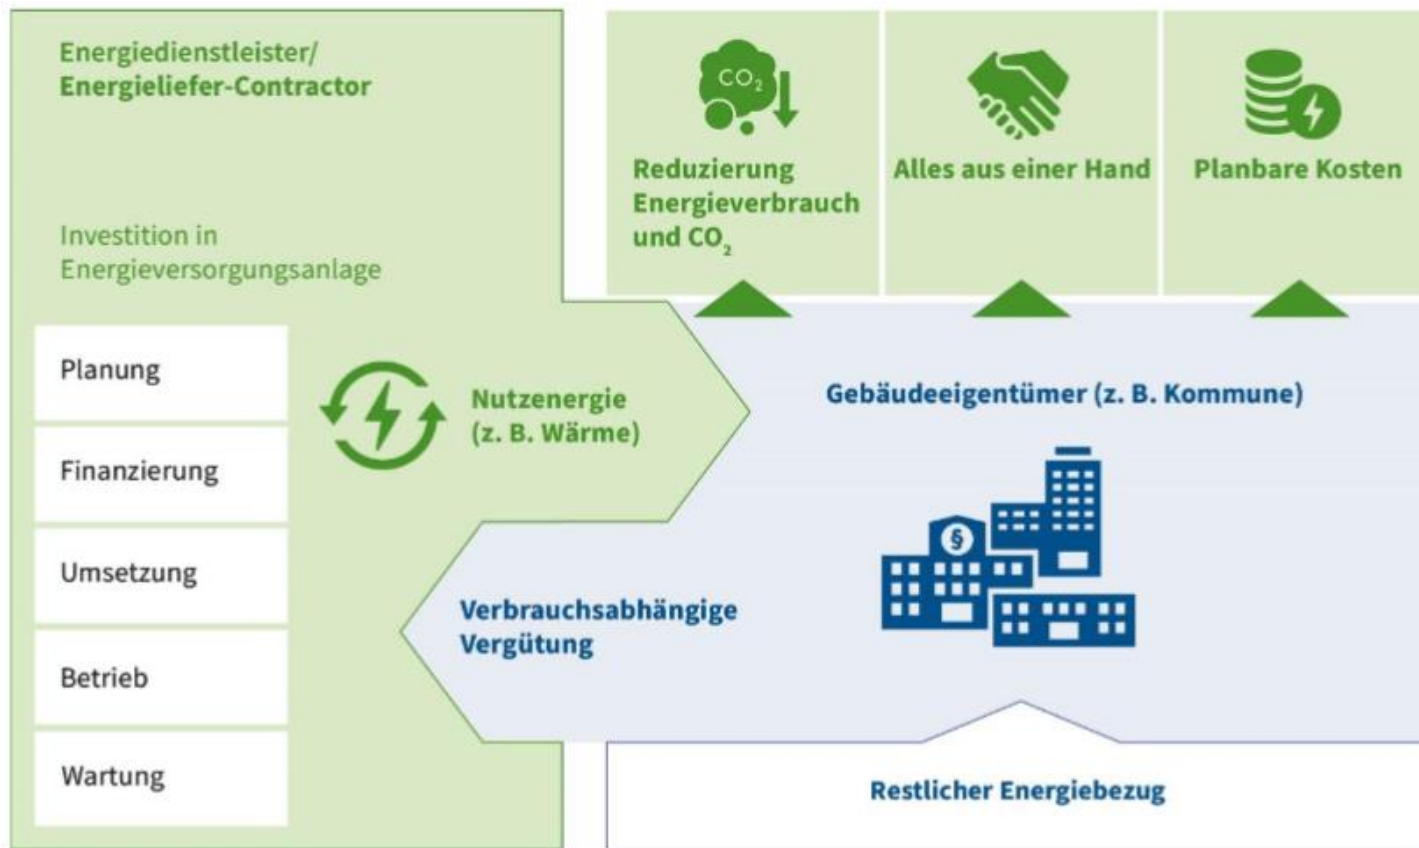 Energiedienstleister/
Energieliefer-Contractor
Investition in
Energieversorgungsanlage
Planung
Finanzierung
Umsetzung
Betrieb
Wartung
Nutzenergie
(z. B. Wärme)
CO₂
Reduzierung
Energieverbrauch
und CO₂
Alles aus einer Hand
Planbare Kosten
Gebäudeeigentümer (z. B. Kommune)
§
Verbrauchsabhängige
Vergütung
Restlicher Energiebezug